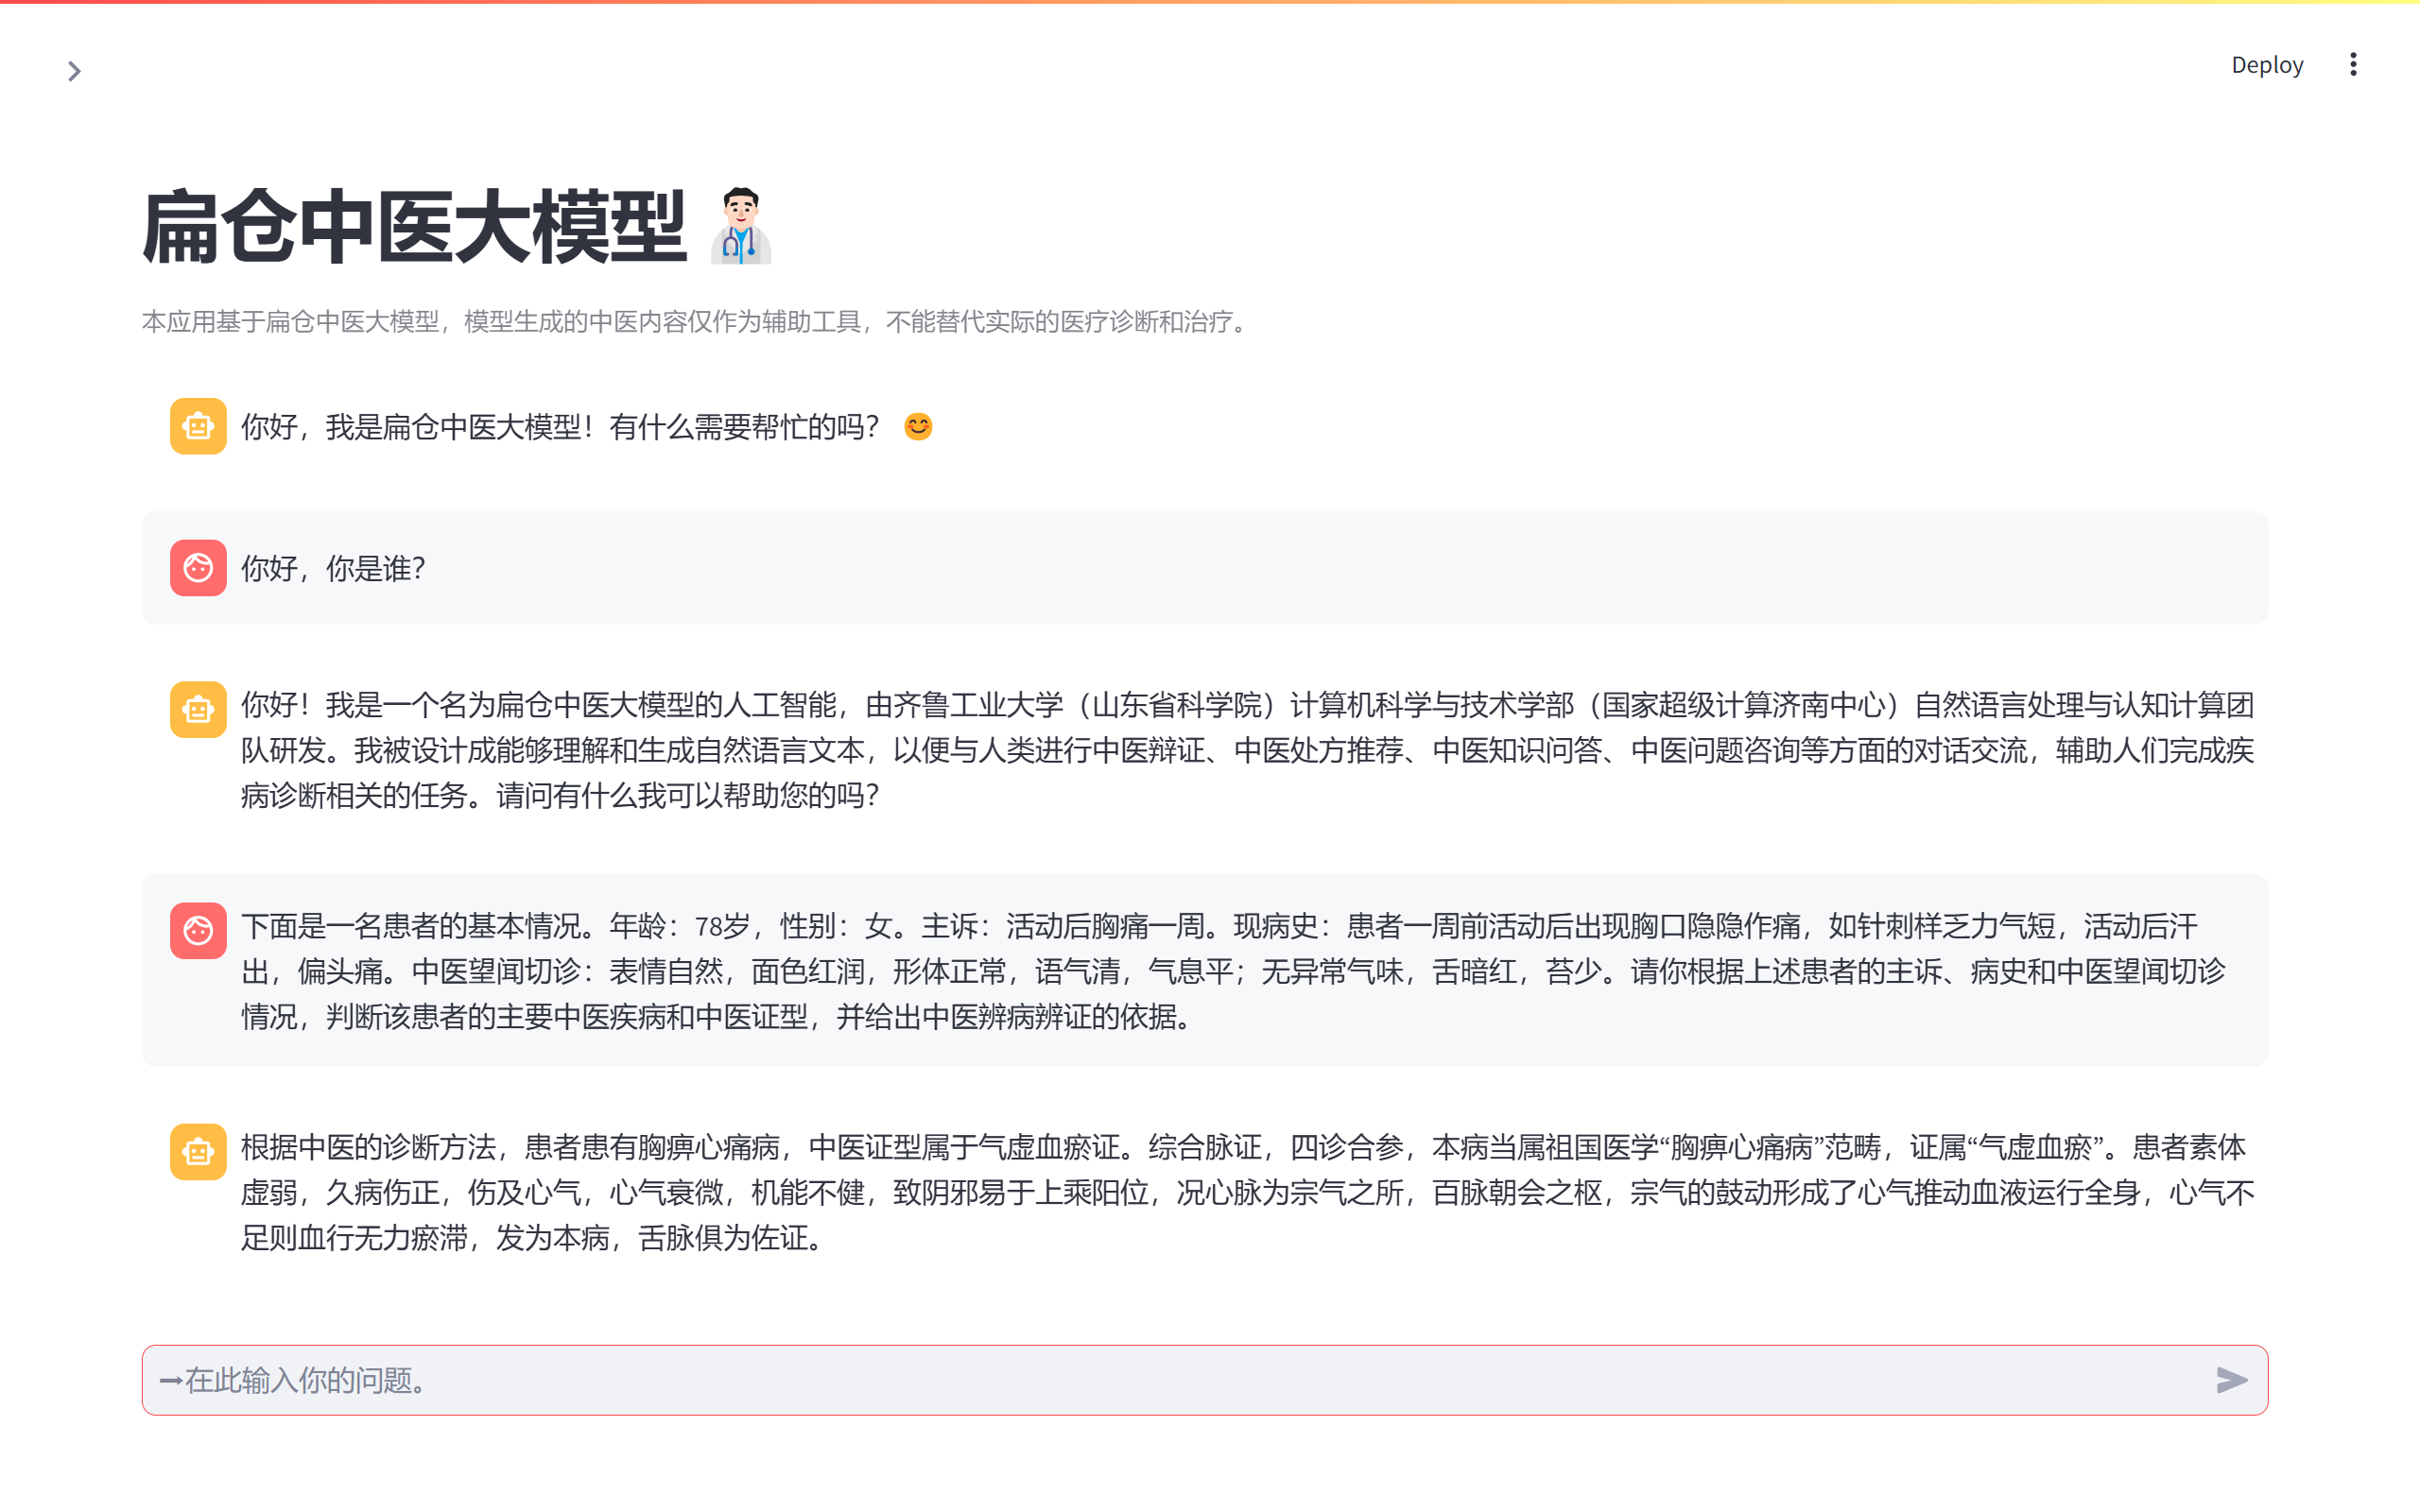 Deploy
扁仓中医大模型
本应用基于扁仓中医大模型，模型生成的中医内容仅作为辅助工具，不能替代实际的医疗诊断和治疗。
你好，我是扁仓中医大模型！有什么需要帮忙的吗？ 😊
你好，你是谁？
你好！我是一个名为扁仓中医大模型的人工智能，由齐鲁工业大学（山东省科学院）计算机科学与技术学部（国家超级计算济南中心）自然语言处理与认知计算团
队研发。我被设计成能够理解和生成自然语言文本，以便与人类进行中医辩证、中医处方推荐、中医知识问答、中医问题咨询等方面的对话交流，辅助人们完成疾
病诊断相关的任务。请问有什么我可以帮助您的吗？
下面是一名患者的基本情况。年龄：78岁，性别：女。主诉：活动后胸痛一周。现病史：患者一周前活动后出现胸口隐隐作痛，如针刺样乏力气短，活动后汗
出，偏头痛。中医望闻切诊：表情自然，面色红润，形体正常，语气清，气息平；无异常气味，舌暗红，苔少。请你根据上述患者的主诉、病史和中医望闻切诊
情况，判断该患者的主要中医疾病和中医证型，并给出中医辨病辨证的依据。
根据中医的诊断方法，患者患有胸痹心痛病，中医证型属于气虚血瘀证。综合脉证，四诊合参，本病当属祖国医学“胸痹心痛病”范畴，证属“气虚血瘀”。患者素体
虚弱，久病伤正，伤及心气，心气衰微，机能不健，致阴邪易于上乘阳位，况心脉为宗气之所，百脉朝会之枢，宗气的鼓动形成了心气推动血液运行全身，心气不
足则血行无力瘀滞，发为本病，舌脉俱为佐证。
➞在此输入你的问题。